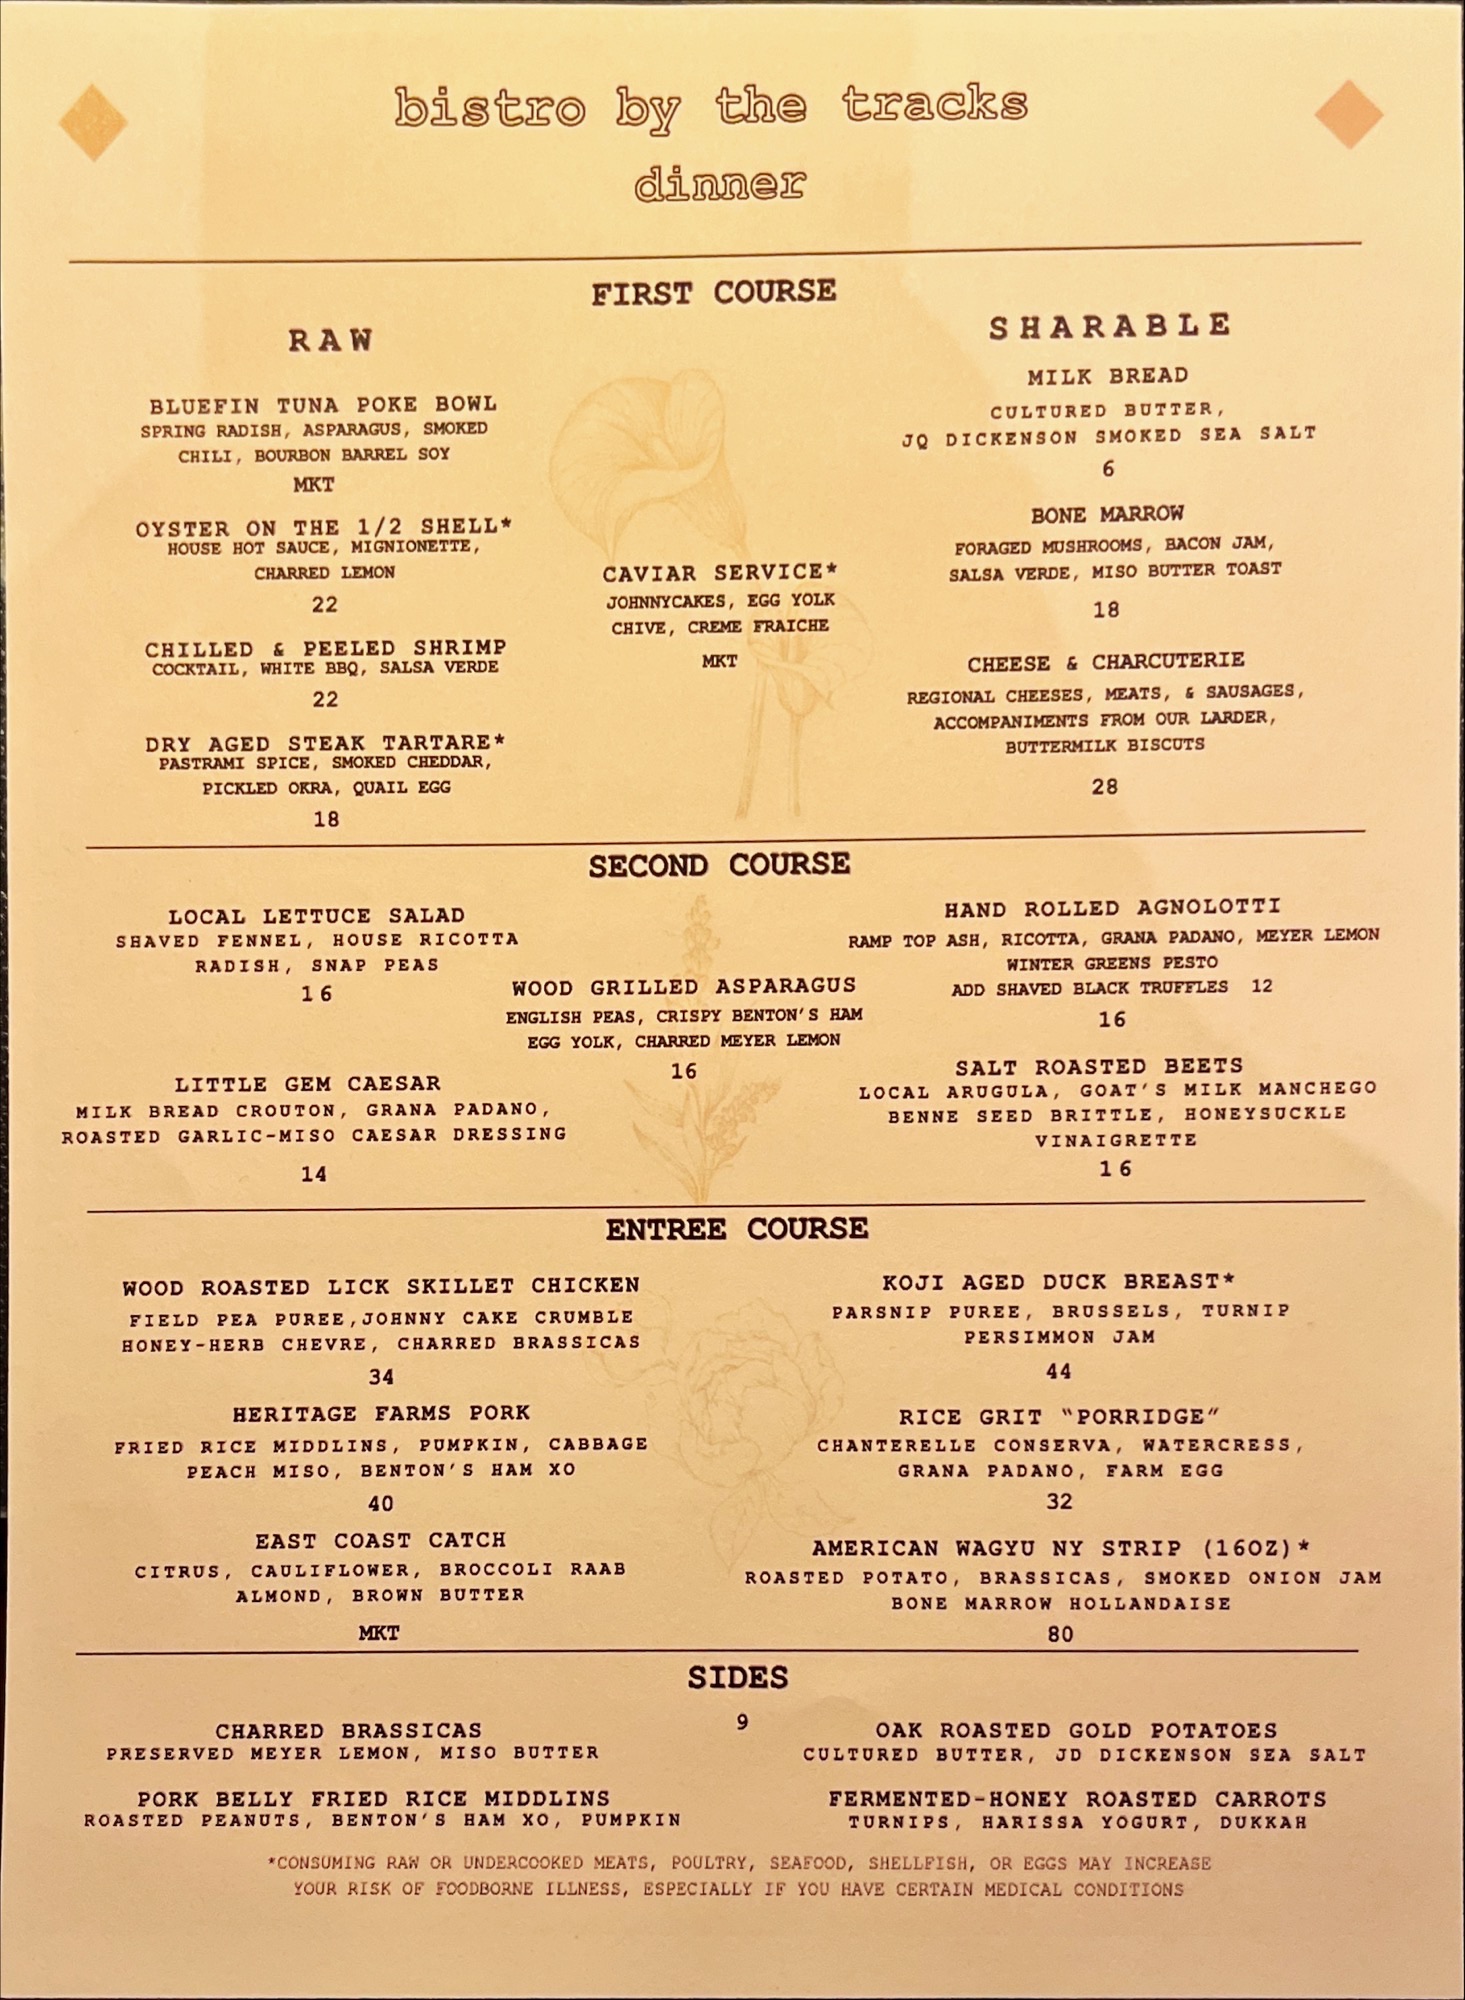 bistro by the tracks
dinner
FIRST COURSE
RAW
BLUEFIN TUNA POKE BOWL
SPRING RADISH, ASPARAGUS, SMOKED
CHILI, BOURBON BARREL SOY
MKT
OYSTER ON THE 1/2 SHELL*
HOUSE HOT SAUCE, MIGNIONETTE,
CHARRED LEMON
22
CHILLED & PEELED SHRIMP
COCKTAIL, WHITE BBQ, SALSA VERDE
22
DRY AGED STEAK TARTARE*
PASTRAMI SPICE, SMOKED CHEDDAR,
PICKLED OKRA, QUAIL EGG
18
CAVIAR SERVICE*
JOHNNYCAKES, EGG YOLK
CHIVE, CREME FRAICHE
MKT
SHARABLE
MILK BREAD
CULTURED BUTTER,
JQ DICKENSON SMOKED SEA SALT
6
BONE MARROW
FORAGED MUSHROOMS, BACON JAM,
SALSA VERDE, MISO BUTTER TOAST
18
CHEESE & CHARCUTERIE
REGIONAL CHEESES, MEATS, & SAUSAGES,
ACCOMPANIMENTS FROM OUR LARDER,
BUTTERMILK BISCUTS
28
SECOND COURSE
LOCAL LETTUCE SALAD
SHAVED FENNEL, HOUSE RICOTTA
RADISH, SNAP PEAS
16
LITTLE GEM CAESAR
MILK BREAD CROUTON, GRANA PADANO,
ROASTED GARLIC-MISO CAESAR DRESSING
14
WOOD GRILLED ASPARAGUS
ENGLISH PEAS, CRISPY BENTON'S HAM
EGG YOLK, CHARRED MEYER LEMON
16
HAND ROLLED AGNOLOTTI
RAMP TOP ASH, RICOTTA, GRANA PADANO, MEYER LEMON
WINTER GREENS PESTO
ADD SHAVED BLACK TRUFFLES 12
16
SALT ROASTED BEETS
LOCAL ARUGULA, GOAT'S MILK MANCHEGO
BENNE SEED BRITTLE, HONEYSUCKLE
VINAIGRETTE
16
ENTREE COURSE
WOOD ROASTED LICK SKILLET CHICKEN
FIELD PEA PUREE,JOHNNY CAKE CRUMBLE
HONEY-HERB CHEVRE, CHARRED BRASSICAS
34
HERITAGE FARMS PORK
FRIED RICE MIDDLINS, PUMPKIN, CABBAGE
PEACH MISO, BENTON'S HAM XO
40
EAST COAST CATCH
CITRUS, CAULIFLOWER, BROCCOLI RAAB
ALMOND, BROWN BUTTER
MKT
KOJI AGED DUCK BREAST*
PARSNIP PUREE, BRUSSELS, TURNIP
PERSIMMON JAM
44
RICE GRIT "PORRIDGE"
CHANTERELLE CONSERVA, WATERCRESS,
GRANA PADANO, FARM EGG
32
AMERICAN WAGYU NY STRIP (16OZ)*
ROASTED POTATO, BRASSICAS, SMOKED ONION JAM
BONE MARROW HOLLANDAISE
80
SIDES
9
CHARRED BRASSICAS
PRESERVED MEYER LEMON, MISO BUTTER
PORK BELLY FRIED RICE MIDDLINS
ROASTED PEANUTS, BENTON'S HAM XO, PUMPKIN
OAK ROASTED GOLD POTATOES
CULTURED BUTTER, JD DICKENSON SEA SALT
FERMENTED-HONEY ROASTED CARROTS
TURNIPS, HARISSA YOGURT, DUKKAH
*CONSUMING RAW OR UNDERCOOKED MEATS, POULTRY, SEAFOOD, SHELLFISH, OR EGGS MAY INCREASE
YOUR RISK OF FOODBORNE ILLNESS, ESPECIALLY IF YOU HAVE CERTAIN MEDICAL CONDITIONS